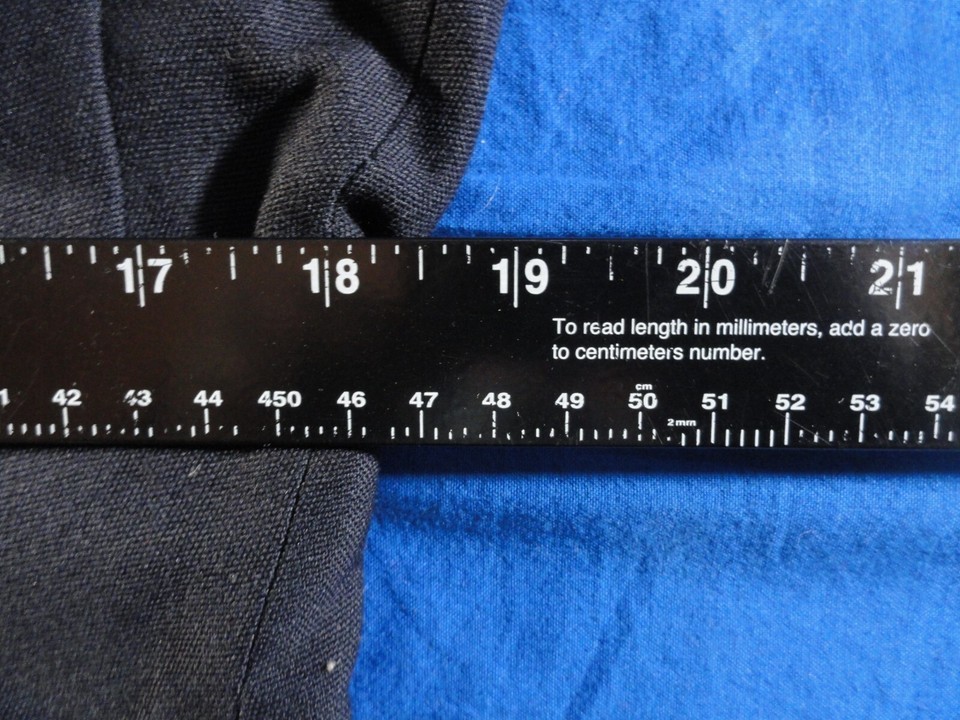 17 18 19 20 21
To read length in millimeters, add a zero
to centimeters number.
cm
42 43 44 450 46 47 48 49 50 51 52 53 54
2mm